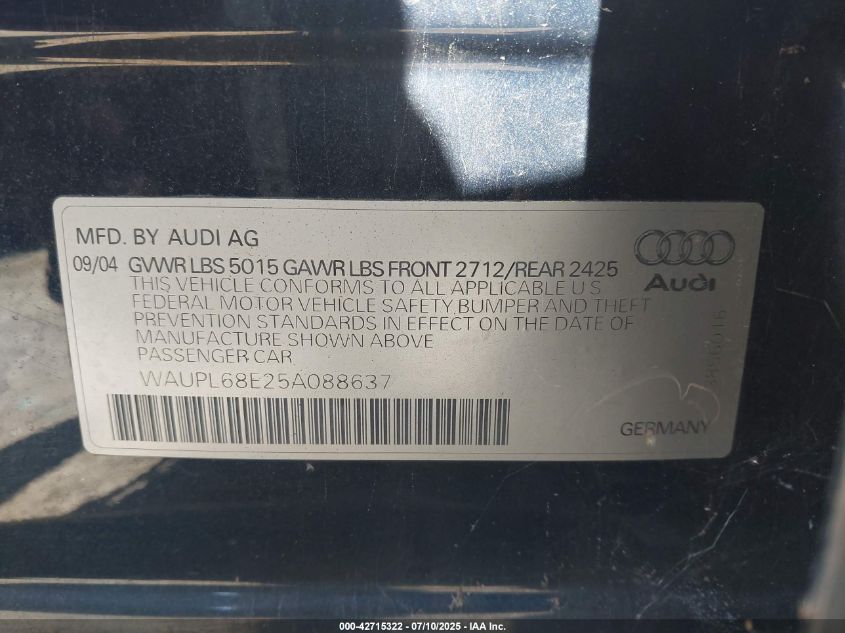 MFD. BY AUDI AG
09/04 GVWR LBS 5015 GAWR LBS FRONT 2712/REAR 2425
THIS VEHICLE CONFORMS TO ALL APPLICABLE U S
FEDERAL MOTOR VEHICLE SAFETY, BUMPER AND THEFT
PREVENTION STANDARDS IN EFFECT ON THE DATE OF
MANUFACTURE SHOWN ABOVE
PASSENGER CAR
WAUPL68E25A088637
Audi
GERMANY
000-42715322 - 07/10/2025 - IAA Inc.